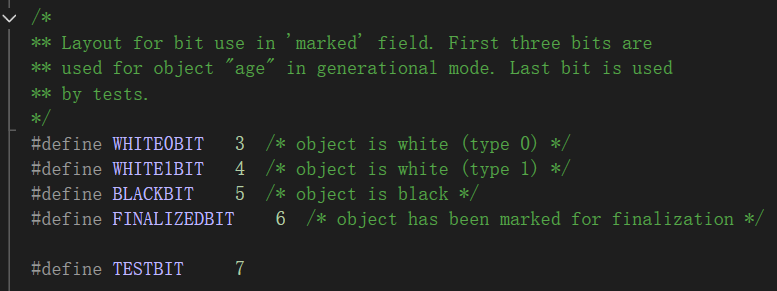 /*
** Layout for bit use in 'marked' field. First three bits are
** used for object "age" in generational mode. Last bit is used
** by tests.
*/
#define WHITE0BIT 3 /* object is white (type 0) */
#define WHITE1BIT 4 /* object is white (type 1) */
#define BLACKBIT 5 /* object is black */
#define FINALIZEDBIT 6 /* object has been marked for finalization */
#define TESTBIT 7